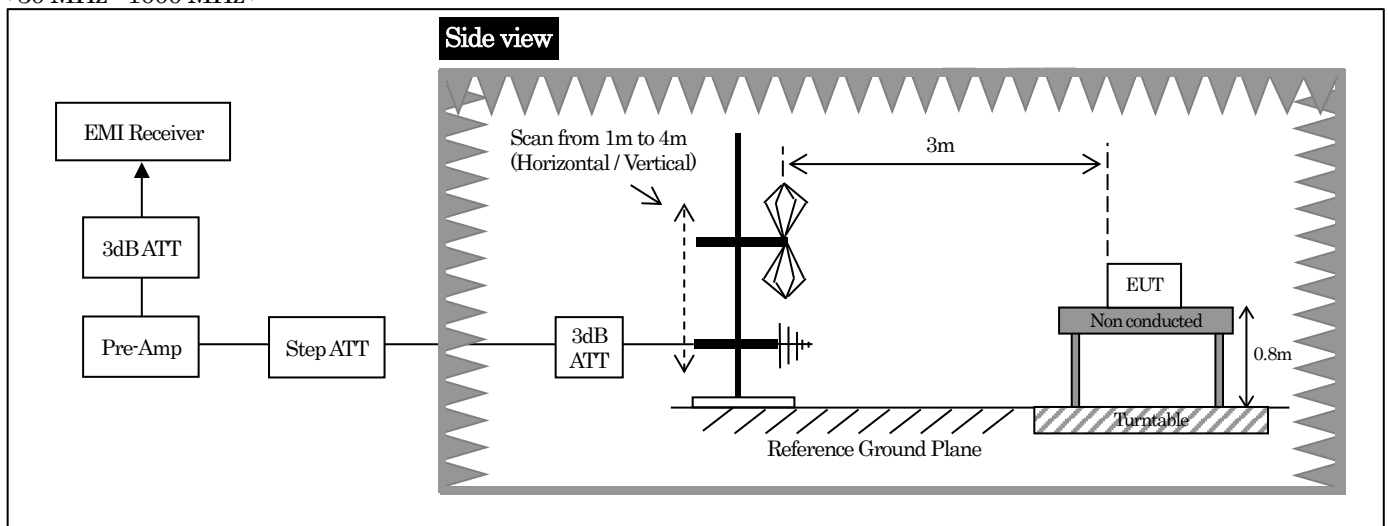 Side view
EMI Receiver
Scan from 1m to 4m
(Horizontal / Vertical)
3m
3dB ATT
EUT
Non conducted
Pre-Amp
Step ATT
3dB
ATT
0.8m
Turntable
Reference Ground Plane